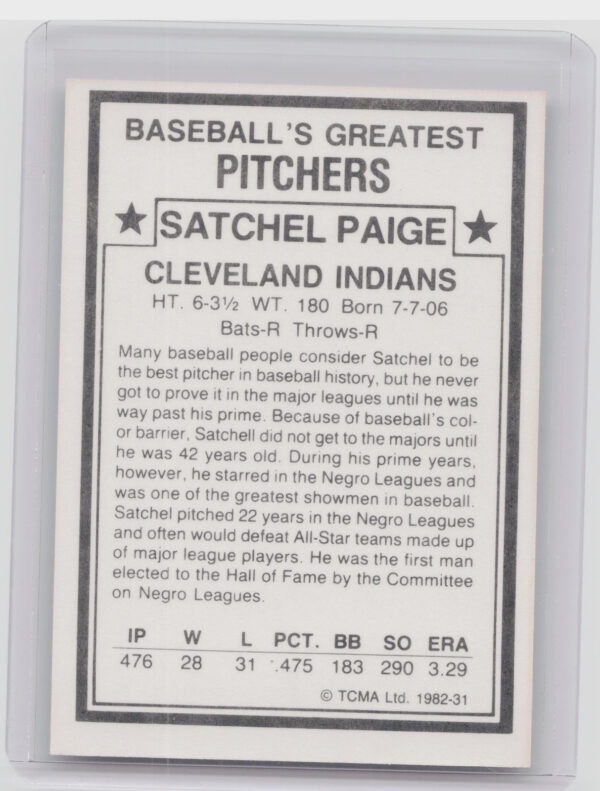 BASEBALL'S GREATEST
PITCHERS
★ SATCHEL PAIGE ★
CLEVELAND INDIANS
HT. 6-3½ WT. 180 Born 7-7-06
Bats-R Throws-R
Many baseball people consider Satchel to be
the best pitcher in baseball history, but he never
got to prove it in the major leagues until he was
way past his prime. Because of baseball's col-
or barrier, Satchell did not get to the majors until
he was 42 years old. During his prime years,
however, he starred in the Negro Leagues and
was one of the greatest showmen in baseball.
Satchel pitched 22 years in the Negro Leagues
and often would defeat All-Star teams made up
of major league players. He was the first man
elected to the Hall of Fame by the Committee
on Negro Leagues.
IP W L PCT. BB SO ERA
476 28 31 .475 183 290 3.29
© TCMA Ltd. 1982-31